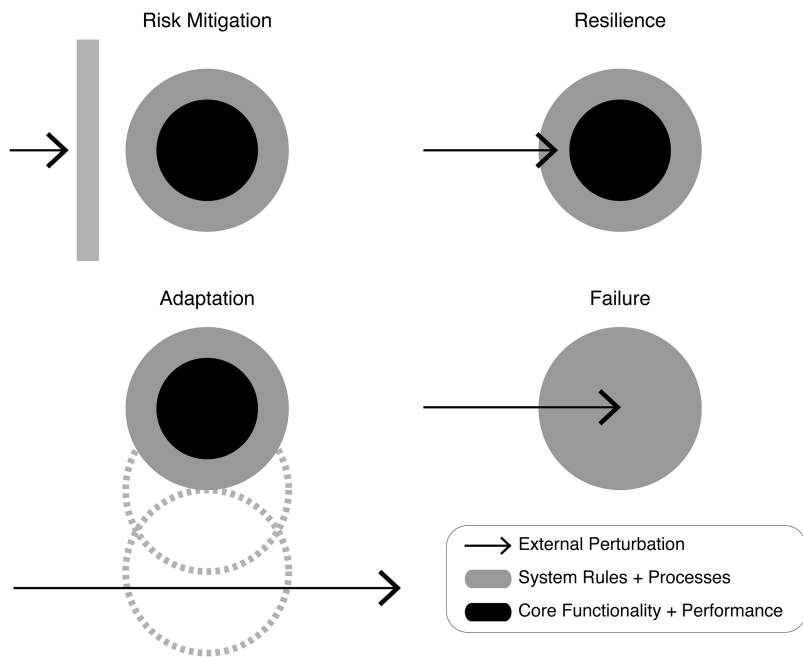 Risk Mitigation
Resilience
Adaptation
Failure
External Perturbation
System Rules + Processes
Core Functionality + Performance